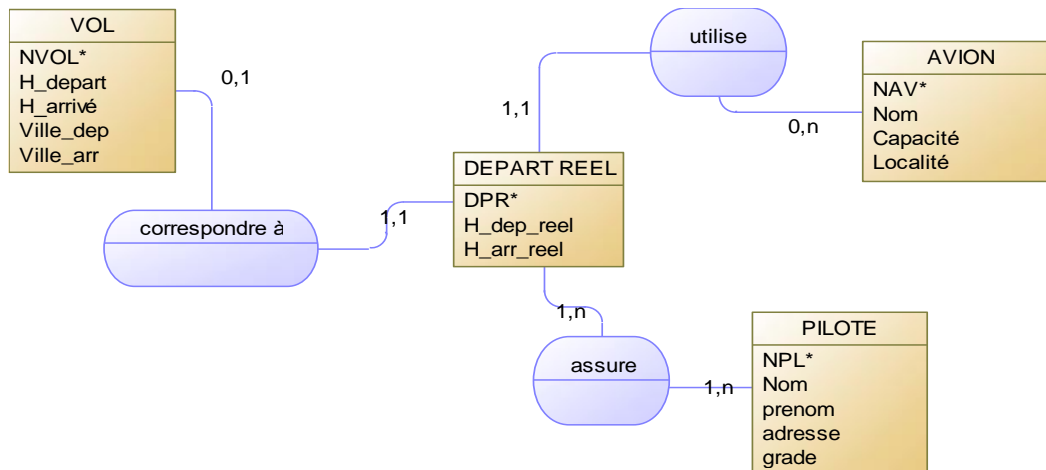 VOL
NVOL*
H_depart
H_arrivé
Ville_dep
Ville_arr
0,1
correspondre à
1,1
utilise
1,1
0,n
AVION
NAV*
Nom
Capacité
Localité
DEPART REEL
DPR*
H_dep_reel
H_arr_reel
1,n
assure
1,n
PILOTE
NPL*
Nom
prenom
adresse
grade